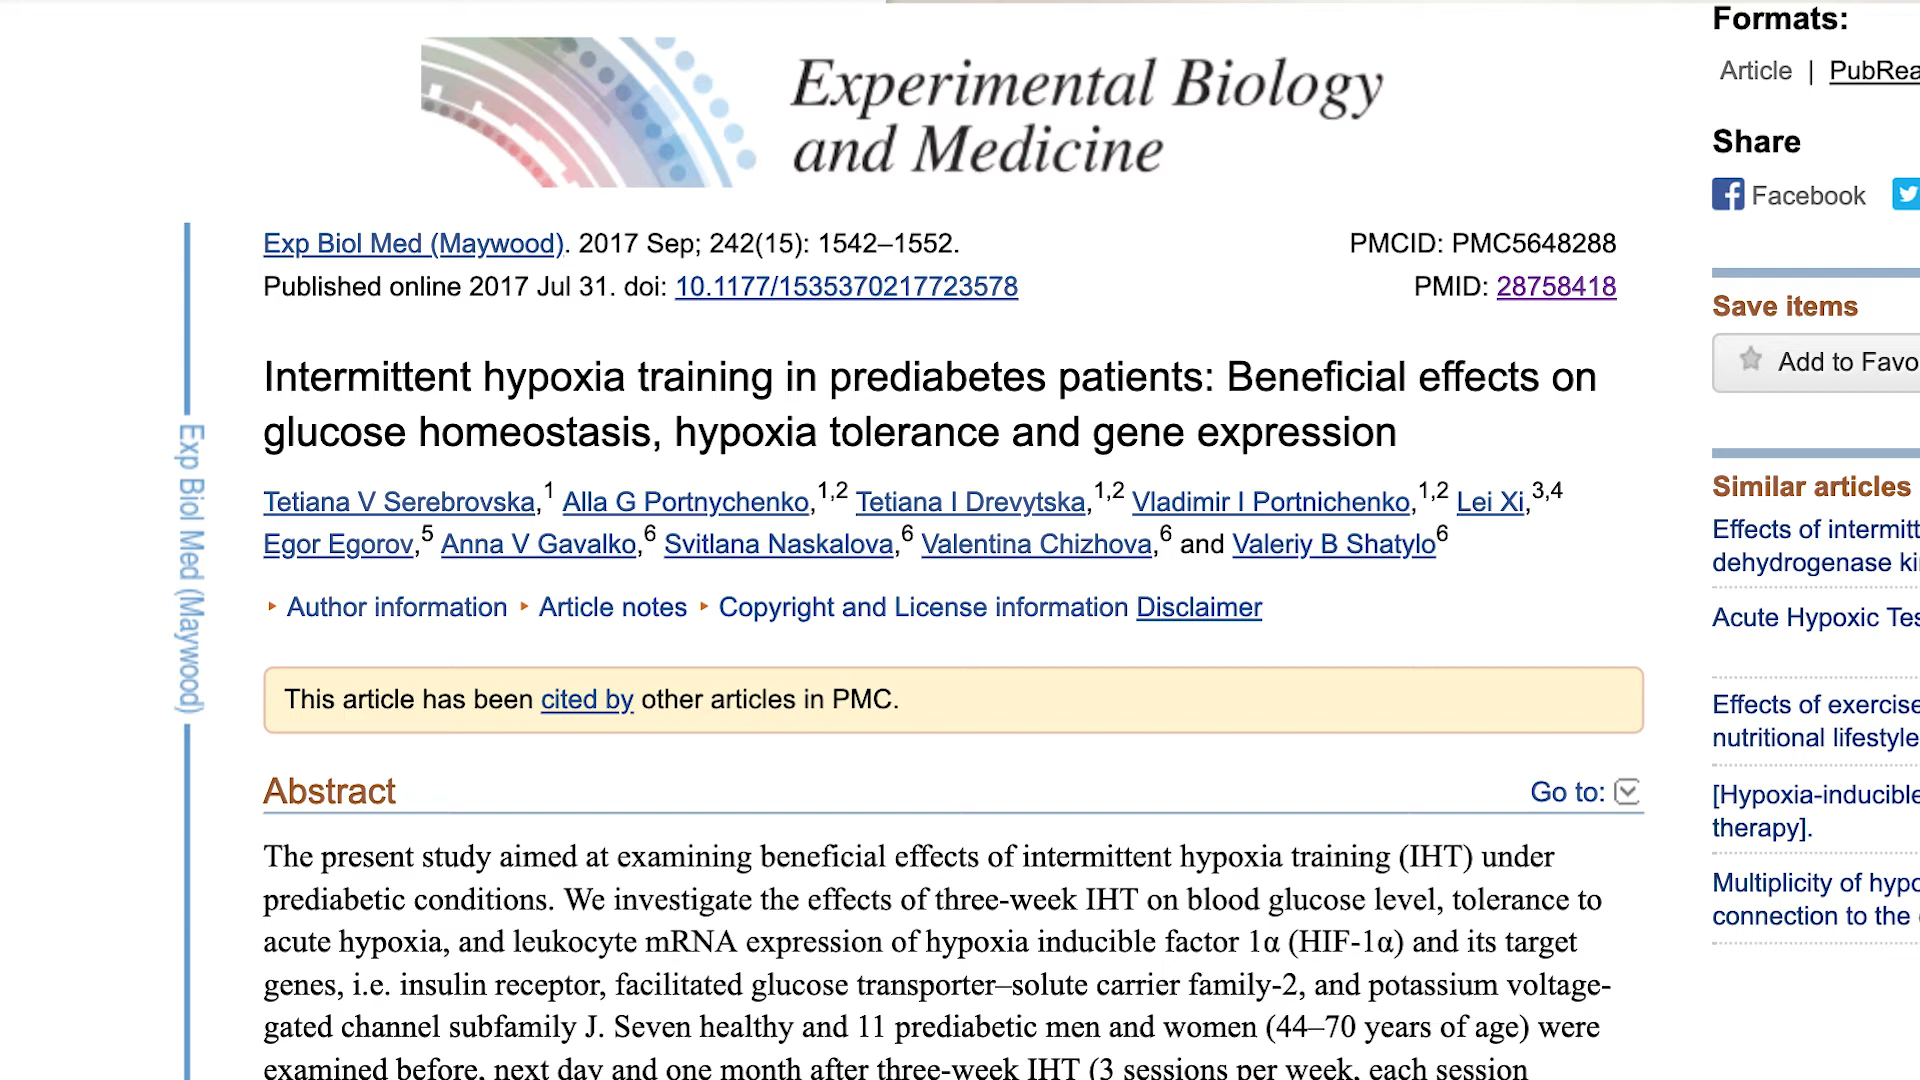 Experimental Biology
and Medicine
Exp Biol Med (Maywood). 2017 Sep; 242(15): 1542–1552.
Published online 2017 Jul 31. doi: 10.1177/1535370217723578
PMCID: PMC5648288
PMID: 28758418
Intermittent hypoxia training in prediabetes patients: Beneficial effects on
glucose homeostasis, hypoxia tolerance and gene expression
Tetiana V Serebrovska,1 Alla G Portnychenko,1,2 Tetiana I Drevytska,1,2 Vladimir I Portnichenko,1,2 Lei Xi,3,4
Egor Egorov,5 Anna V Gavalko,6 Svitlana Naskalova,6 Valentina Chizhova,6 and Valeriy B Shatylo6
Author information Article notes Copyright and License information Disclaimer
This article has been cited by other articles in PMC.
Abstract
Go to:
The present study aimed at examining beneficial effects of intermittent hypoxia training (IHT) under
prediabetic conditions. We investigate the effects of three-week IHT on blood glucose level, tolerance to
acute hypoxia, and leukocyte mRNA expression of hypoxia inducible factor 1α (HIF-1α) and its target
genes, i.e. insulin receptor, facilitated glucose transporter–solute carrier family-2, and potassium voltage-
gated channel subfamily J. Seven healthy and 11 prediabetic men and women (44–70 years of age) were
examined before, next day and one month after three-week IHT (3 sessions per week, each session
Exp Biol Med (Maywood)
Formats:
Article | PubRea
Share
Facebook
Save items
Add to Favo
Similar articles
Effects of intermitt
dehydrogenase ki
Acute Hypoxic Tes
Effects of exercise
nutritional lifestyle
[Hypoxia-inducible
therapy].
Multiplicity of hypo
connection to the